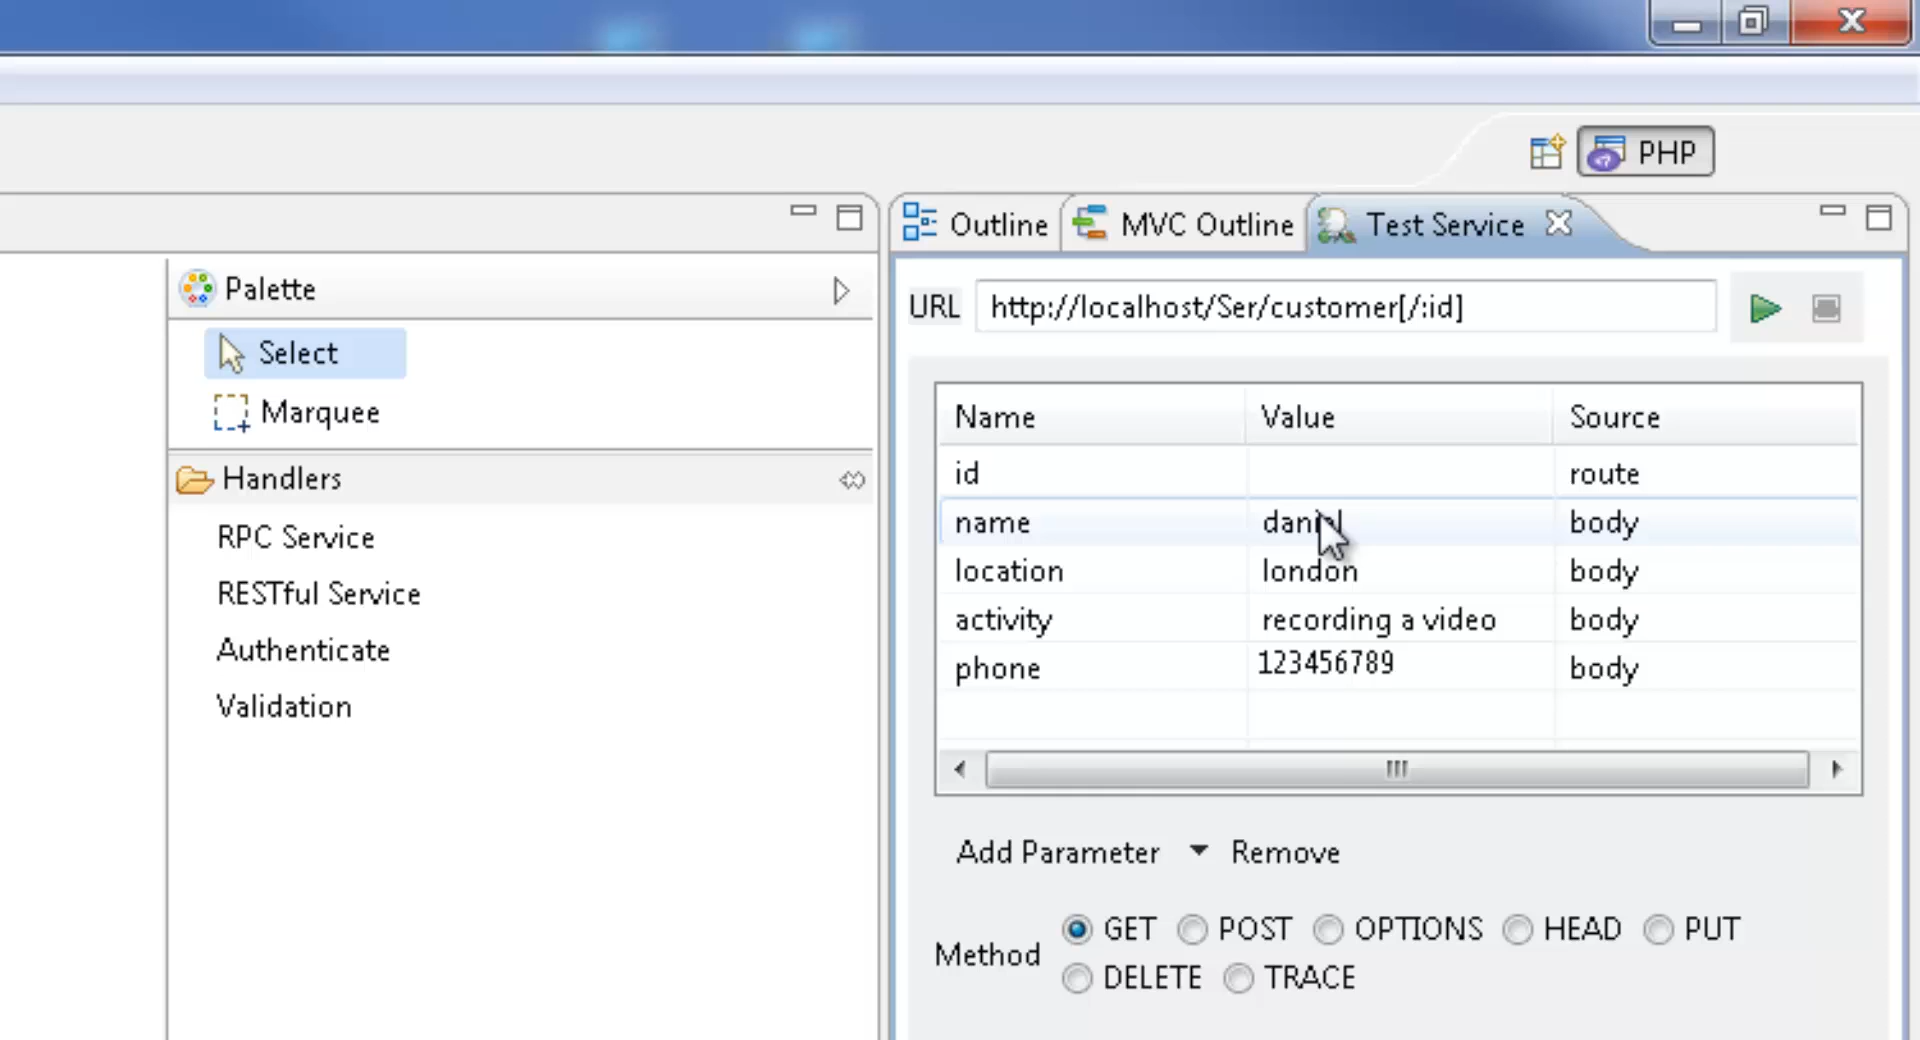 PHP
Outline
MVC Outline
Test Service
Palette
Select
Marquee
Handlers
RPC Service
RESTful Service
Authenticate
Validation
URL http://localhost/Ser/customer[/:id]
Name Value Source
id route
name daniel body
location london body
activity recording a video body
phone 123456789 body
Add Parameter Remove
Method
GET POST OPTIONS HEAD PUT
DELETE TRACE